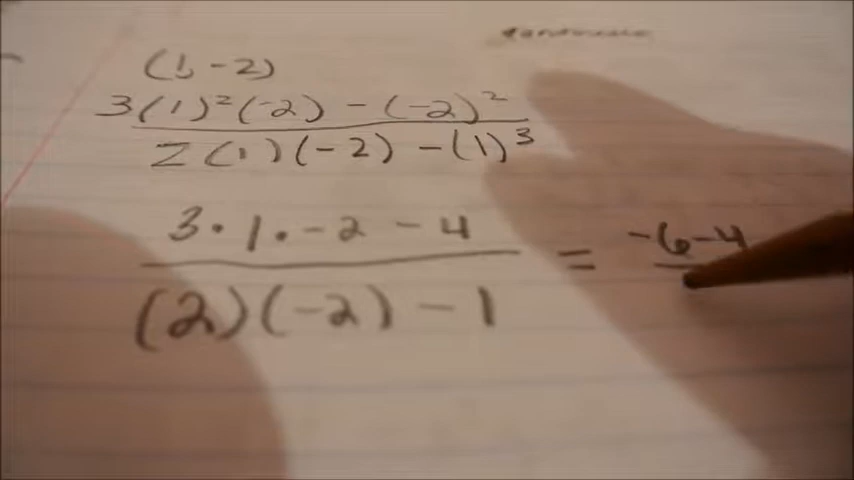 (1, -2)
3(1)²(-2) - (-2)²
2(1)(-2) - (1)³
3 · 1 · -2 - 4
(2)(-2) - 1
= -6-4